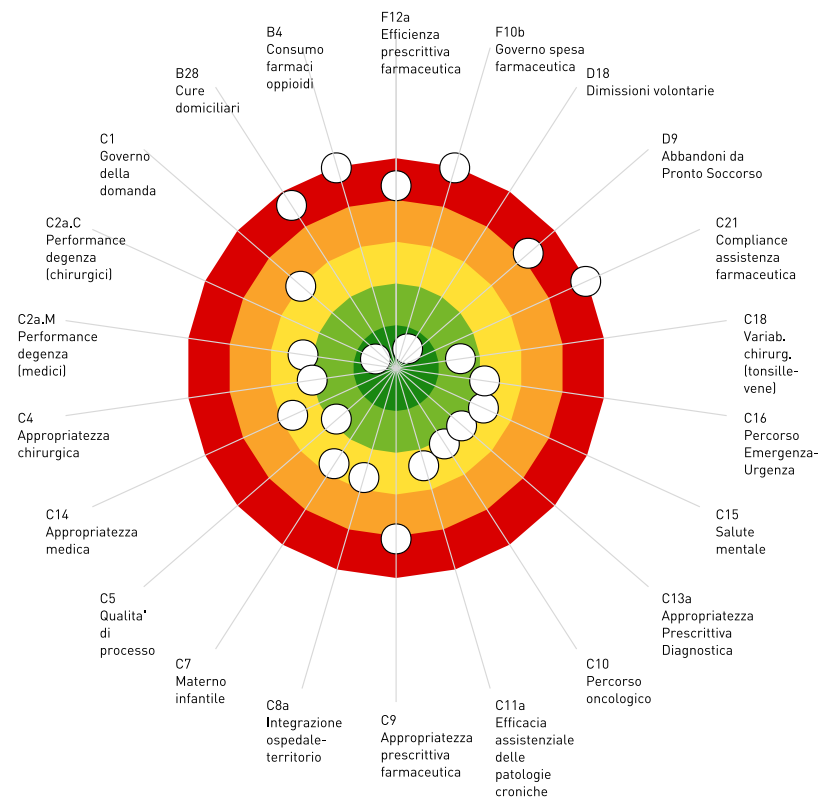 F12a
Efficienza
prescrittiva
farmaceutica
F10b
Governo spesa
farmaceutica
D18
Dimissioni volontarie
D9
Abbandoni da
Pronto Soccorso
C21
Compliance
assistenza
farmaceutica
C18
Variab.
chirurg.
(tonsille-
vene)
C16
Percorso
Emergenza-
Urgenza
C15
Salute
mentale
C13a
Appropriatezza
Prescrittiva
Diagnostica
C10
Percorso
oncologico
C11a
Efficacia
assistenziale
delle
patologie
croniche
C9
Appropriatezza
prescrittiva
farmaceutica
C8a
Integrazione
ospedale-
territorio
C7
Materno
infantile
C5
Qualita'
di
processo
C14
Appropriatezza
medica
C4
Appropriatezza
chirurgica
C2a.M
Performance
degenza
(medici)
C2a.C
Performance
degenza
(chirurgici)
C1
Governo
della
domanda
B28
Cure
domiciliari
B4
Consumo
farmaci
oppioidi